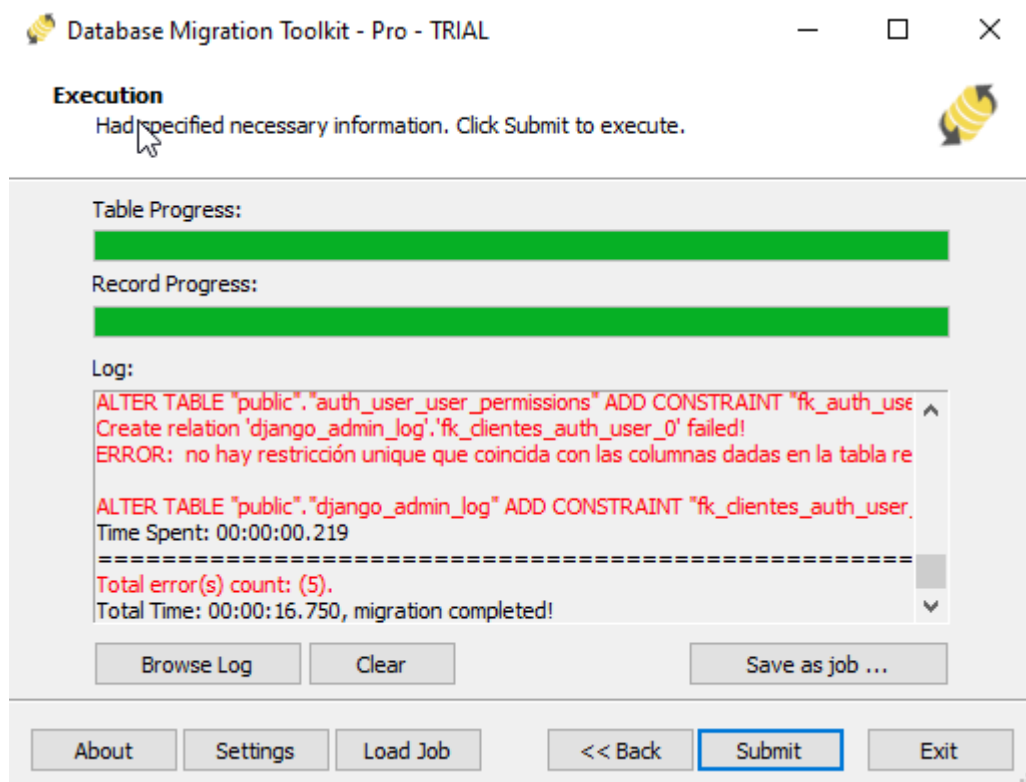 Database Migration Toolkit - Pro - TRIAL
Execution
Had specified necessary information. Click Submit to execute.
Table Progress:
Record Progress:
Log:
ALTER TABLE "public"."auth_user_user_permissions" ADD CONSTRAINT "fk_auth_use
Create relation 'django_admin_log'.'fk_clientes_auth_user_0' failed!
ERROR: no hay restricción unique que coincida con las columnas dadas en la tabla re
ALTER TABLE "public"."django_admin_log" ADD CONSTRAINT "fk_clientes_auth_user_
Time Spent: 00:00:00.219
============================================================
Total error(s) count: (5).
Total Time: 00:00:16.750, migration completed!
Browse Log
Clear
Save as job ...
About
Settings
Load Job
<< Back
Submit
Exit